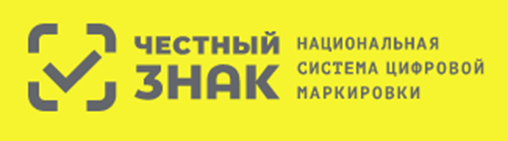 ЧЕСТНЫЙ
ЗНАК
НАЦИОНАЛЬНАЯ
СИСТЕМА ЦИФРОВОЙ
МАРКИРОВКИ